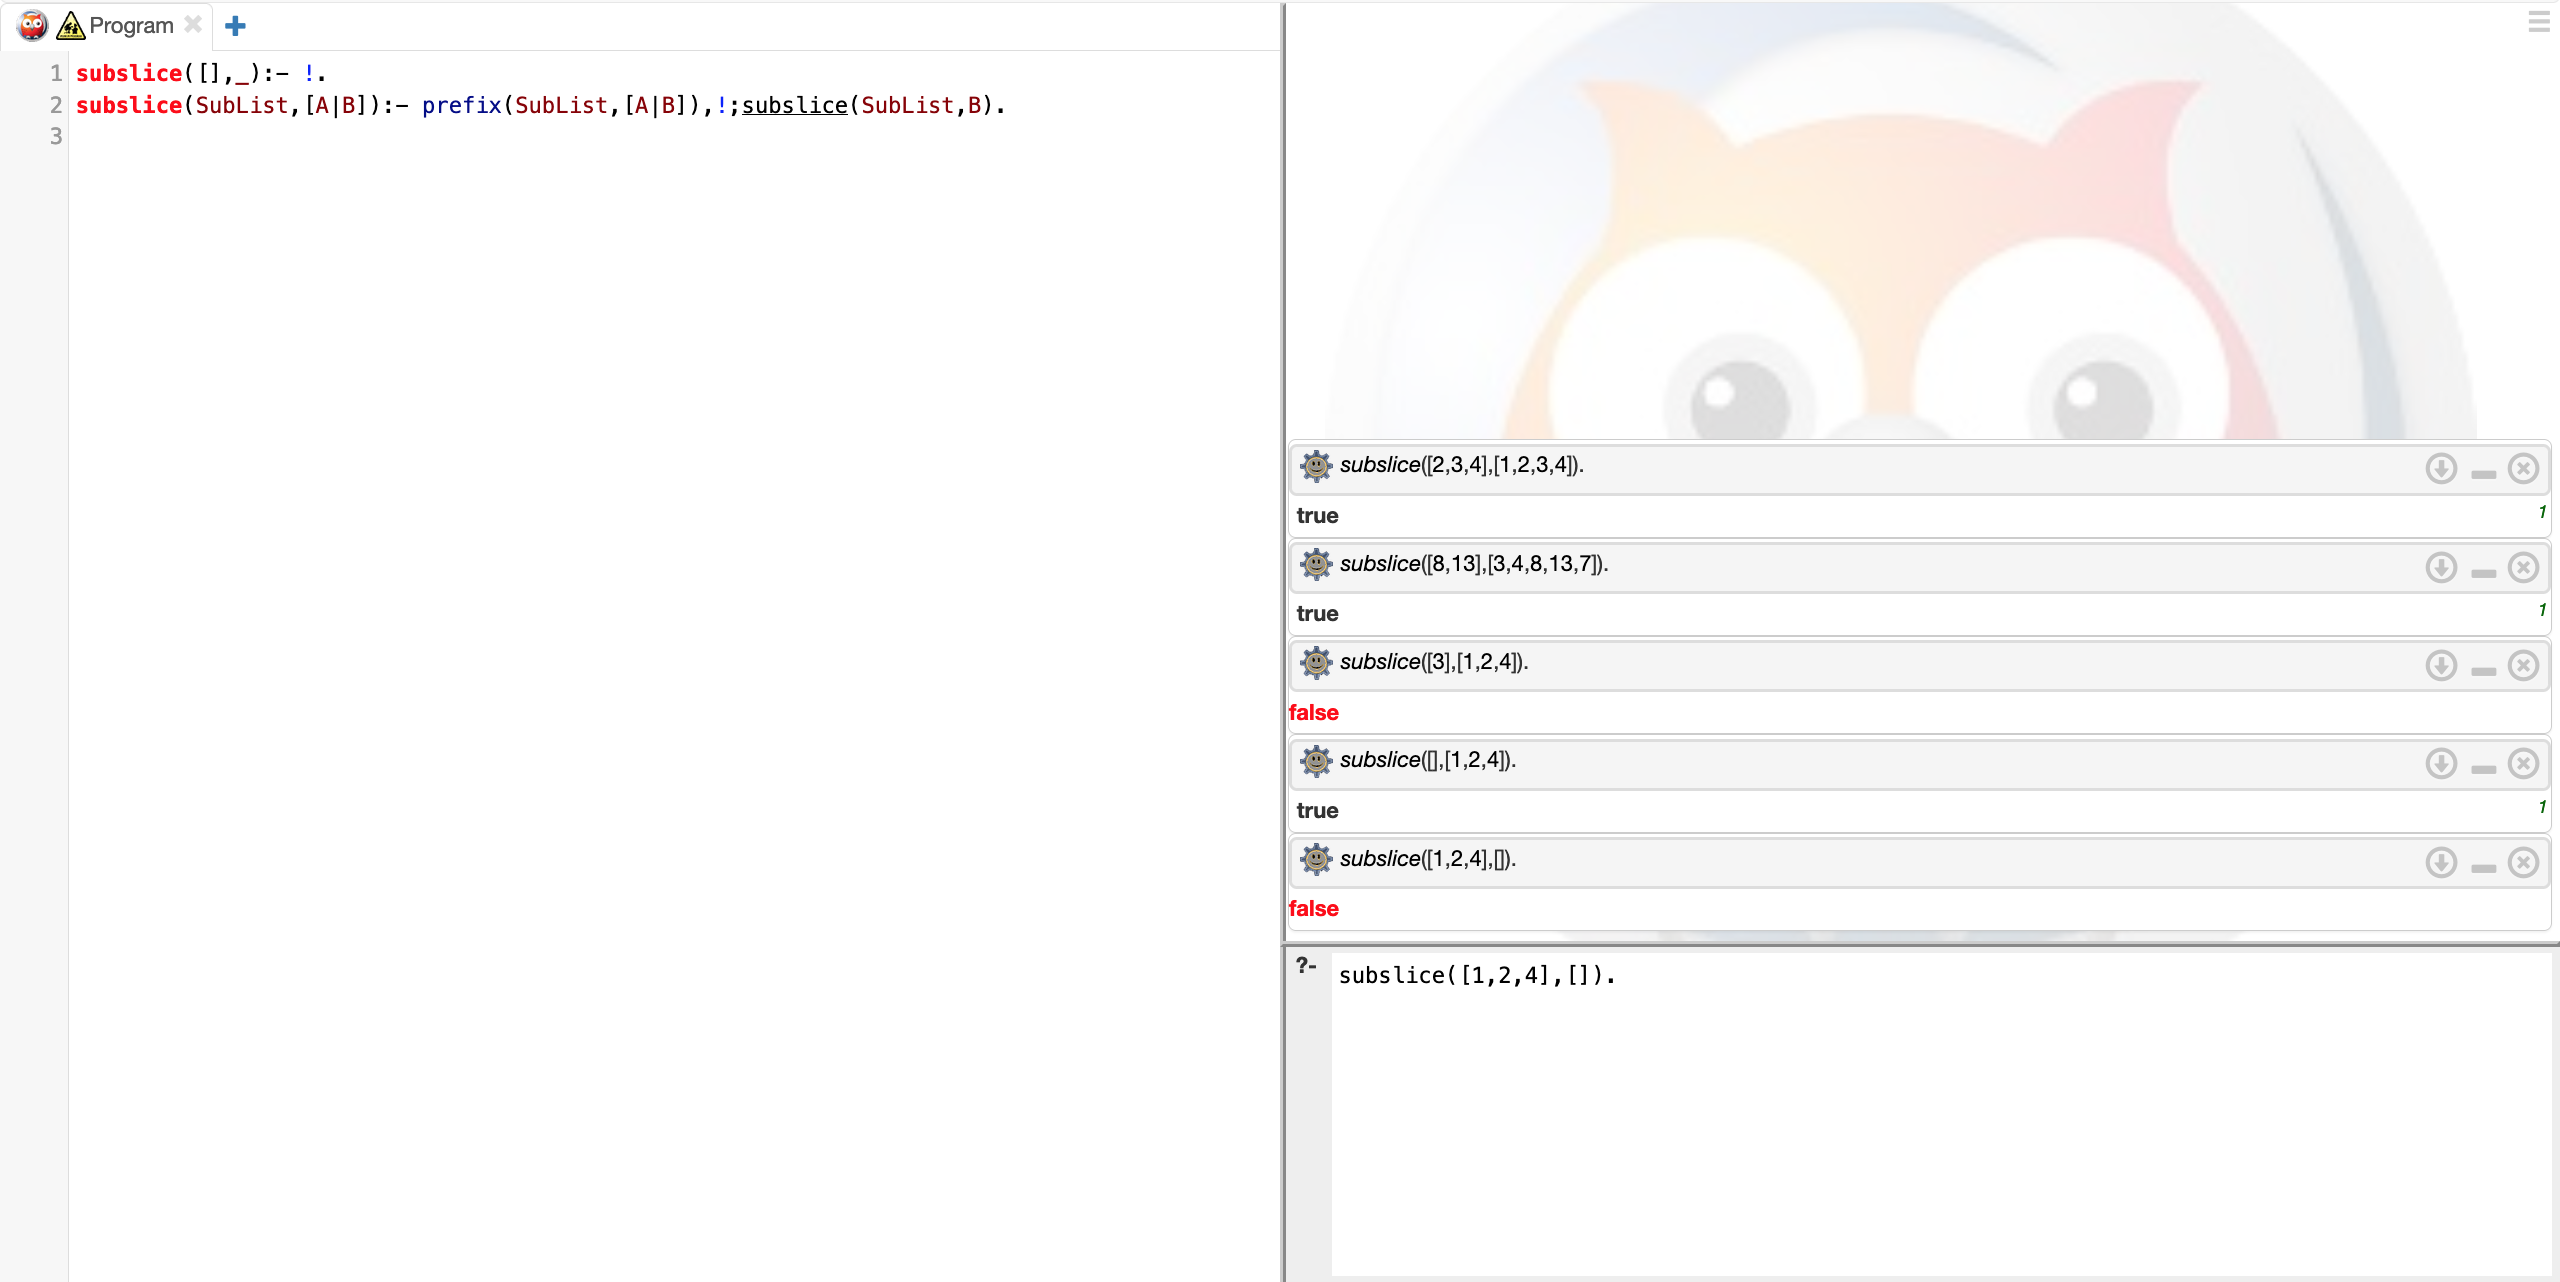 Program
1 subslice([],_):- !.
2 subslice(SubList,[A|B]):- prefix(SubList,[A|B]),!;subslice(SubList,B).
3
subslice([2,3,4],[1,2,3,4]).
true 1
subslice([8,13],[3,4,8,13,7]).
true 1
subslice([3],[1,2,4]).
false
subslice([],[1,2,4]).
true 1
subslice([1,2,4],[]).
false
?- subslice([1,2,4],[]).